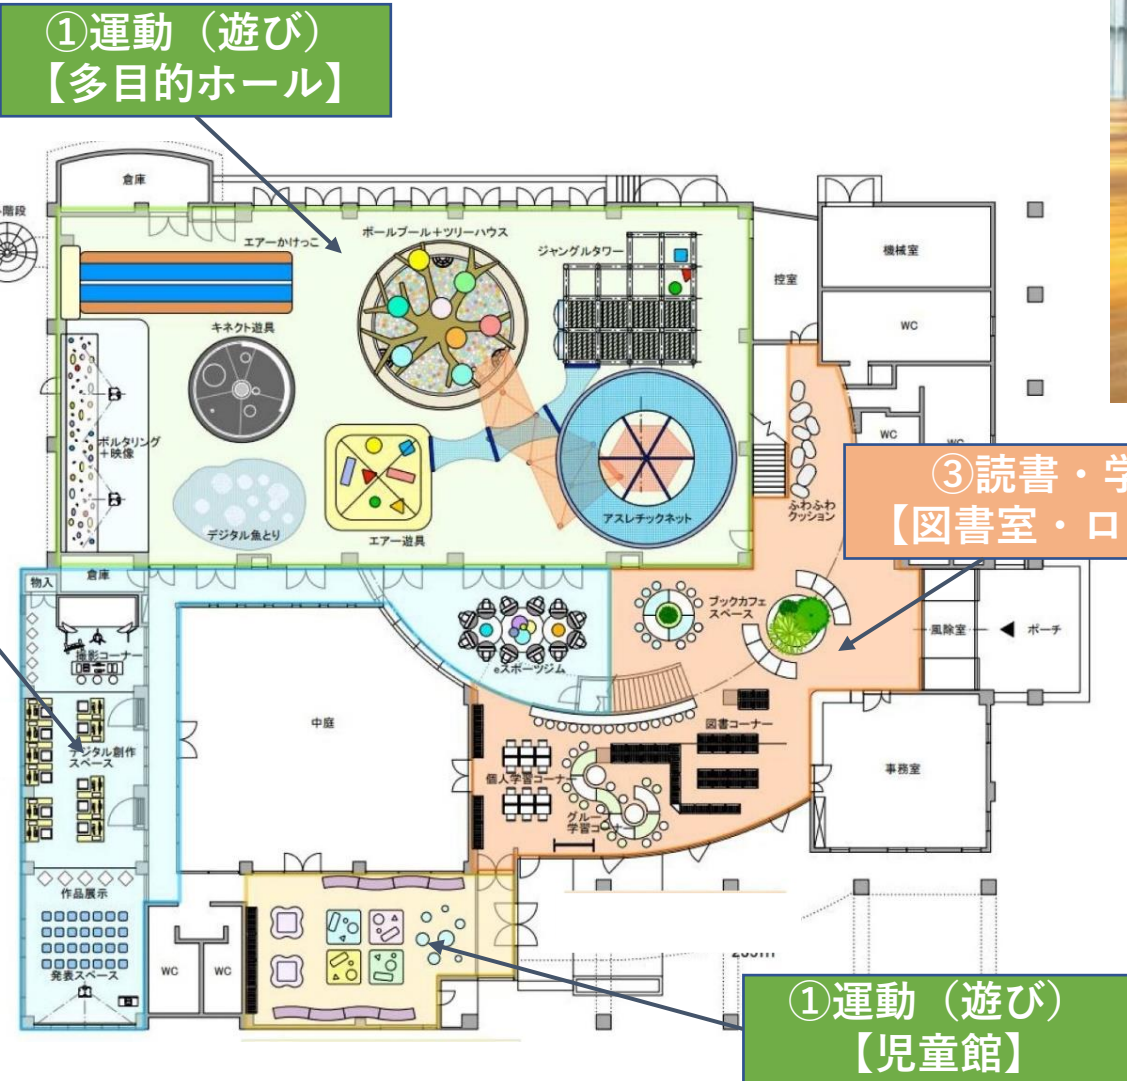 ①運動（遊び）
【多目的ホール】
倉庫
階段
エアーかけっこ
ボールプール＋ツリーハウス
ジャングルタワー
控室
機械室
WC
キネクト遊具
ボルタリング
＋映像
デジタル魚とり
エアー遊具
アスレチックネット
ふわふわ
クッション
WC
WC
③読書・学
【図書室・ロ
物入
倉庫
撮影コーナー
eスポーツジム
ブックカフェ
スペース
風除室
ポーチ
デジタル創作
スペース
中庭
図書コーナー
個人学習コーナー
グループ
学習コーナー
事務室
作品展示
発表スペース
WC
WC
①運動（遊び）
【児童館】